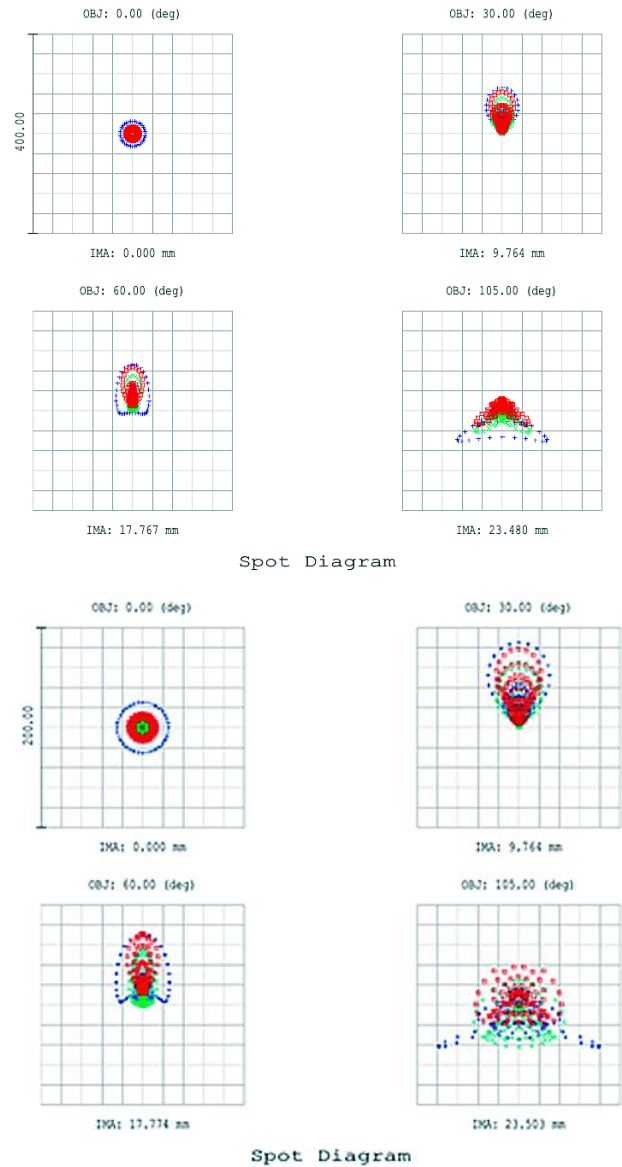 OBJ: 0.00 (deg)
OBJ: 30.00 (deg)
400.00
IMA: 0.000 mm
IMA: 9.764 mm
OBJ: 60.00 (deg)
OBJ: 105.00 (deg)
IMA: 17.767 mm
IMA: 23.480 mm
Spot Diagram
OBJ: 0.00 (deg)
OBJ: 30.00 (deg)
200.00
IMA: 0.000 mm
IMA: 9.764 mm
OBJ: 60.00 (deg)
OBJ: 105.00 (deg)
IMA: 17.774 mm
IMA: 23.503 mm
Spot Diagram